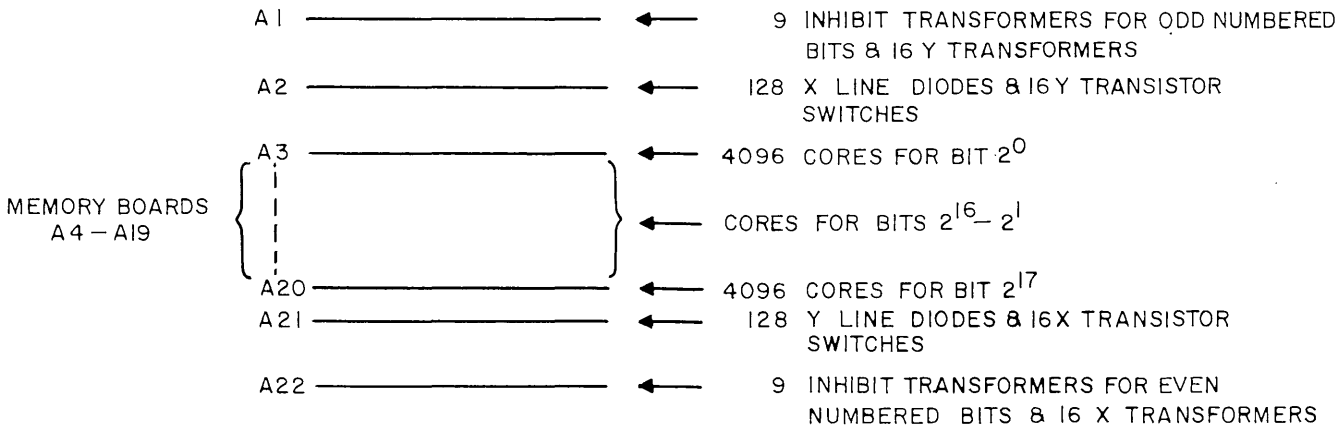 A1 9 INHIBIT TRANSFORMERS FOR ODD NUMBERED
BITS & 16 Y TRANSFORMERS
A2 128 X LINE DIODES & 16 Y TRANSISTOR
SWITCHES
A3 4096 CORES FOR BIT 2⁰
MEMORY BOARDS
A4 – A19
CORES FOR BITS 2¹⁶ – 2¹
A20 4096 CORES FOR BIT 2¹⁷
A21 128 Y LINE DIODES & 16 X TRANSISTOR
SWITCHES
A22 9 INHIBIT TRANSFORMERS FOR EVEN
NUMBERED BITS & 16 X TRANSFORMERS